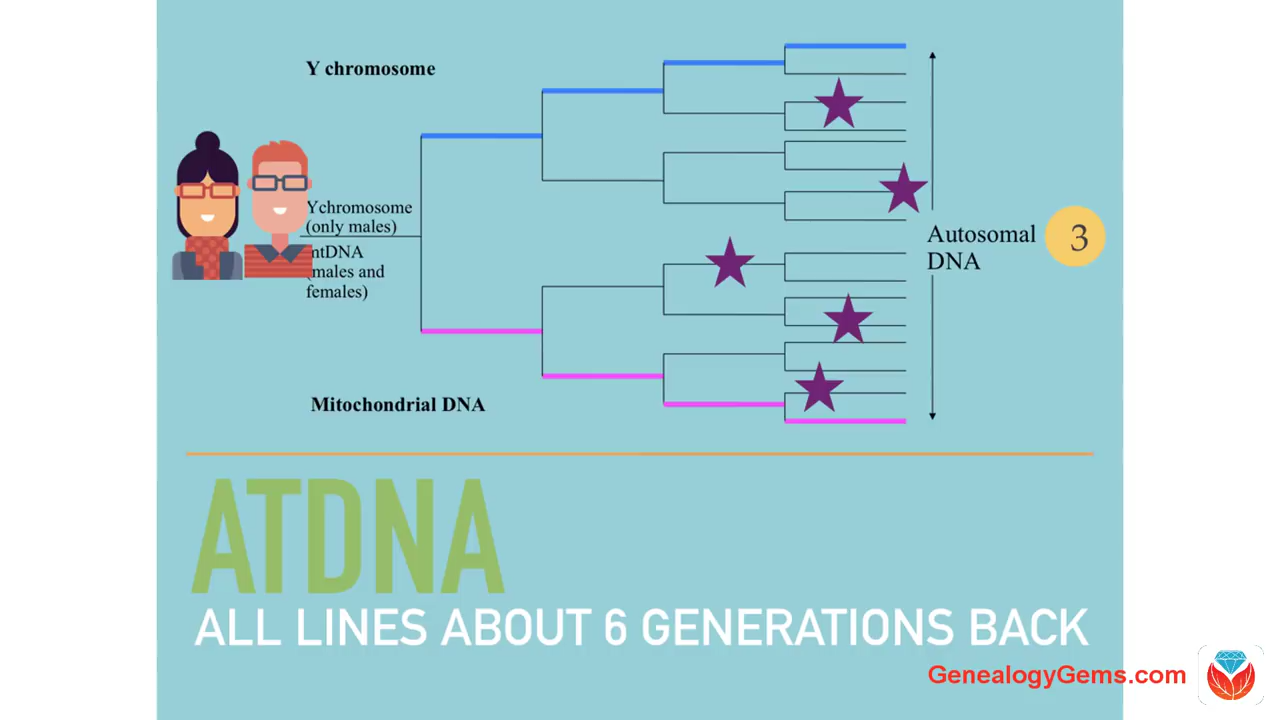 Y chromosome
Ychromosome
(only males)
mtDNA
(males and
females)
Autosomal
DNA
3
Mitochondrial DNA
ATDNA
ALL LINES ABOUT 6 GENERATIONS BACK
GenealogyGems.com